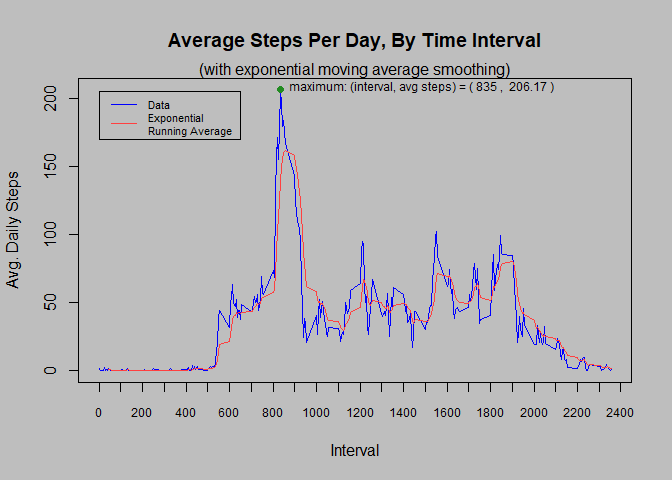 Average Steps Per Day, By Time Interval
(with exponential moving average smoothing)
maximum: (interval, avg steps) = ( 835 ,  206.17 )
Data
Exponential
Running Average
Avg. Daily Steps
200
150
100
50
0
0 200 400 600 800 1000 1200 1400 1600 1800 2000 2200 2400
Interval